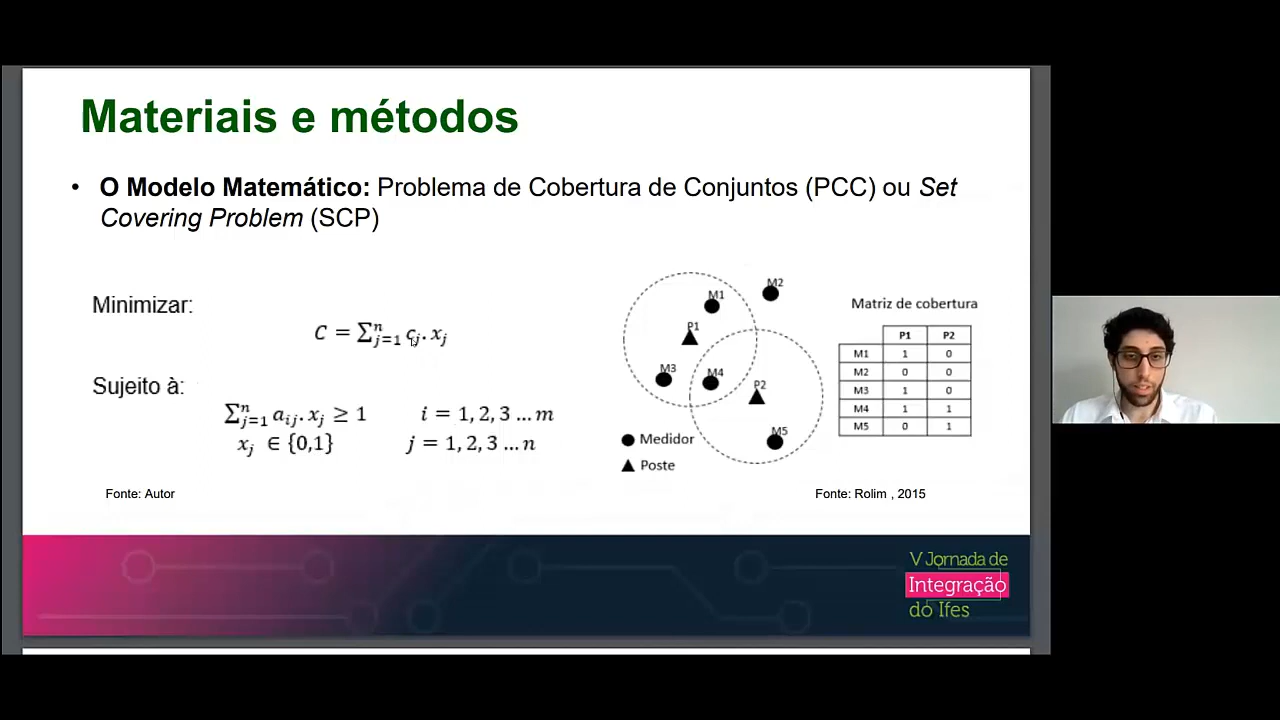 Materiais e métodos
• O Modelo Matemático: Problema de Cobertura de Conjuntos (PCC) ou Set
Covering Problem (SCP)
Minimizar:
C = ∑ⁿⱼ₌₁ cⱼ. xⱼ
Sujeito à:
∑ⁿⱼ₌₁ aᵢⱼ. xⱼ ≥ 1 i = 1, 2, 3 ... m
xⱼ ∈ {0,1} j = 1, 2, 3 ... n
Fonte: Autor
M1
M2
P1
M3
M4
P2
M5
Medidor
Poste
Matriz de cobertura
P1 P2
M1 1 0
M2 0 0
M3 1 0
M4 1 1
M5 0 1
Fonte: Rolim , 2015
V Jornada de
Integração
do Ifes